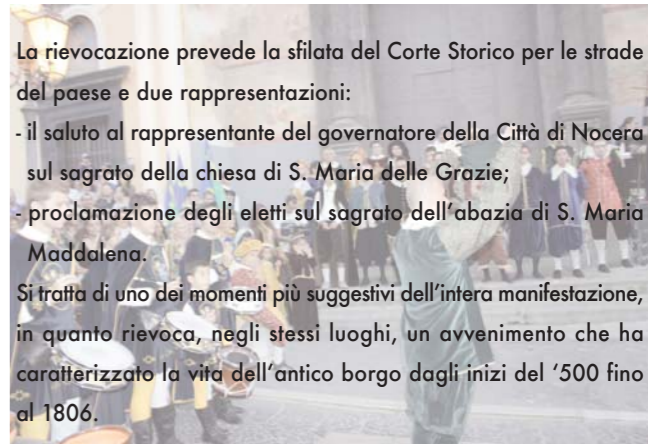 La rievocazione prevede la sfilata del Corte Storico per le strade
del paese e due rappresentazioni:
- il saluto al rappresentante del governatore della Città di Nocera
sul sagrato della chiesa di S. Maria delle Grazie;
- proclamazione degli eletti sul sagrato dell’abazia di S. Maria
Maddalena.
Si tratta di uno dei momenti più suggestivi dell’intera manifestazione,
in quanto rievoca, negli stessi luoghi, un avvenimento che ha
caratterizzato la vita dell’antico borgo dagli inizi del ‘500 fino
al 1806.